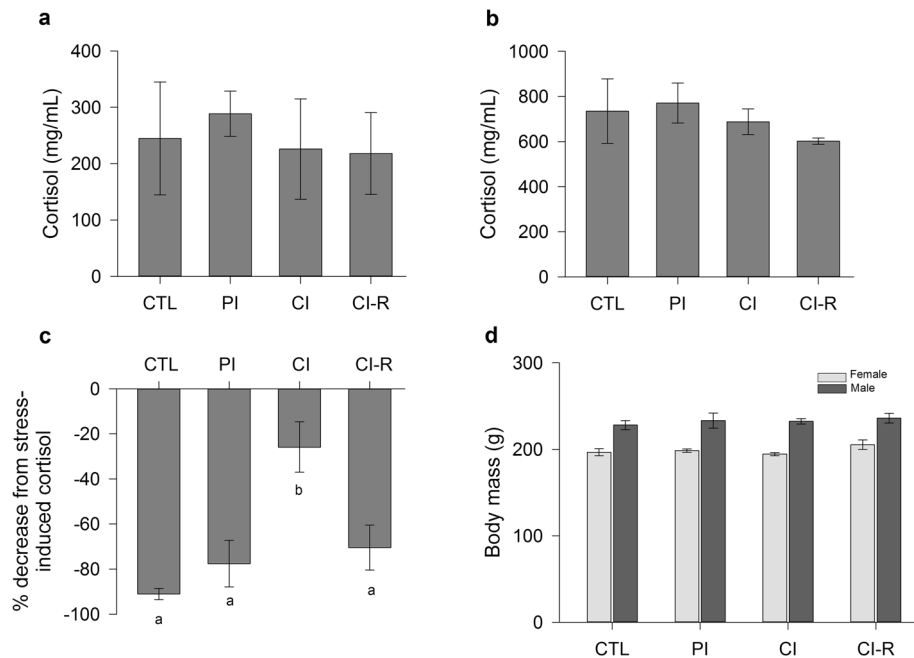 a
400
300
200
100
0
Cortisol (mg/mL)
CTL PI CI CI-R
b
1000
800
600
400
200
0
Cortisol (mg/mL)
CTL PI CI CI-R
c
CTL PI CI CI-R
0
-20
-40
-60
-80
-100
% decrease from stress-
induced cortisol
a a b a
d
300
200
100
0
Body mass (g)
Female
Male
CTL PI CI CI-R